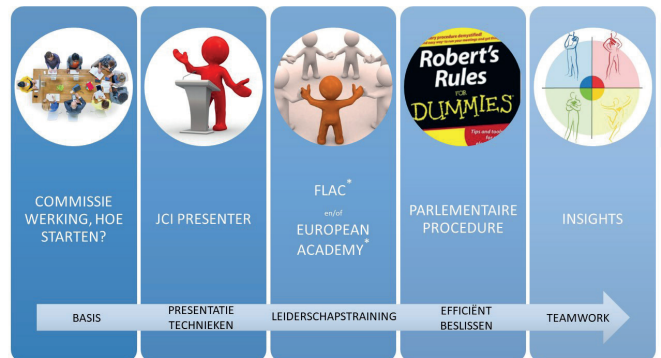 Robert's
Rules
FOR
DUMMIES
COMMISSIE
WERKING, HOE
STARTEN?
JCI PRESENTER
FLAC*
en/of
EUROPEAN
ACADEMY*
PARLEMENTAIRE
PROCEDURE
INSIGHTS
BASIS
PRESENTATIE
TECHNIEKEN
LEIDERSCHAPSTRAINING
EFFICIËNT
BESLISSEN
TEAMWORK